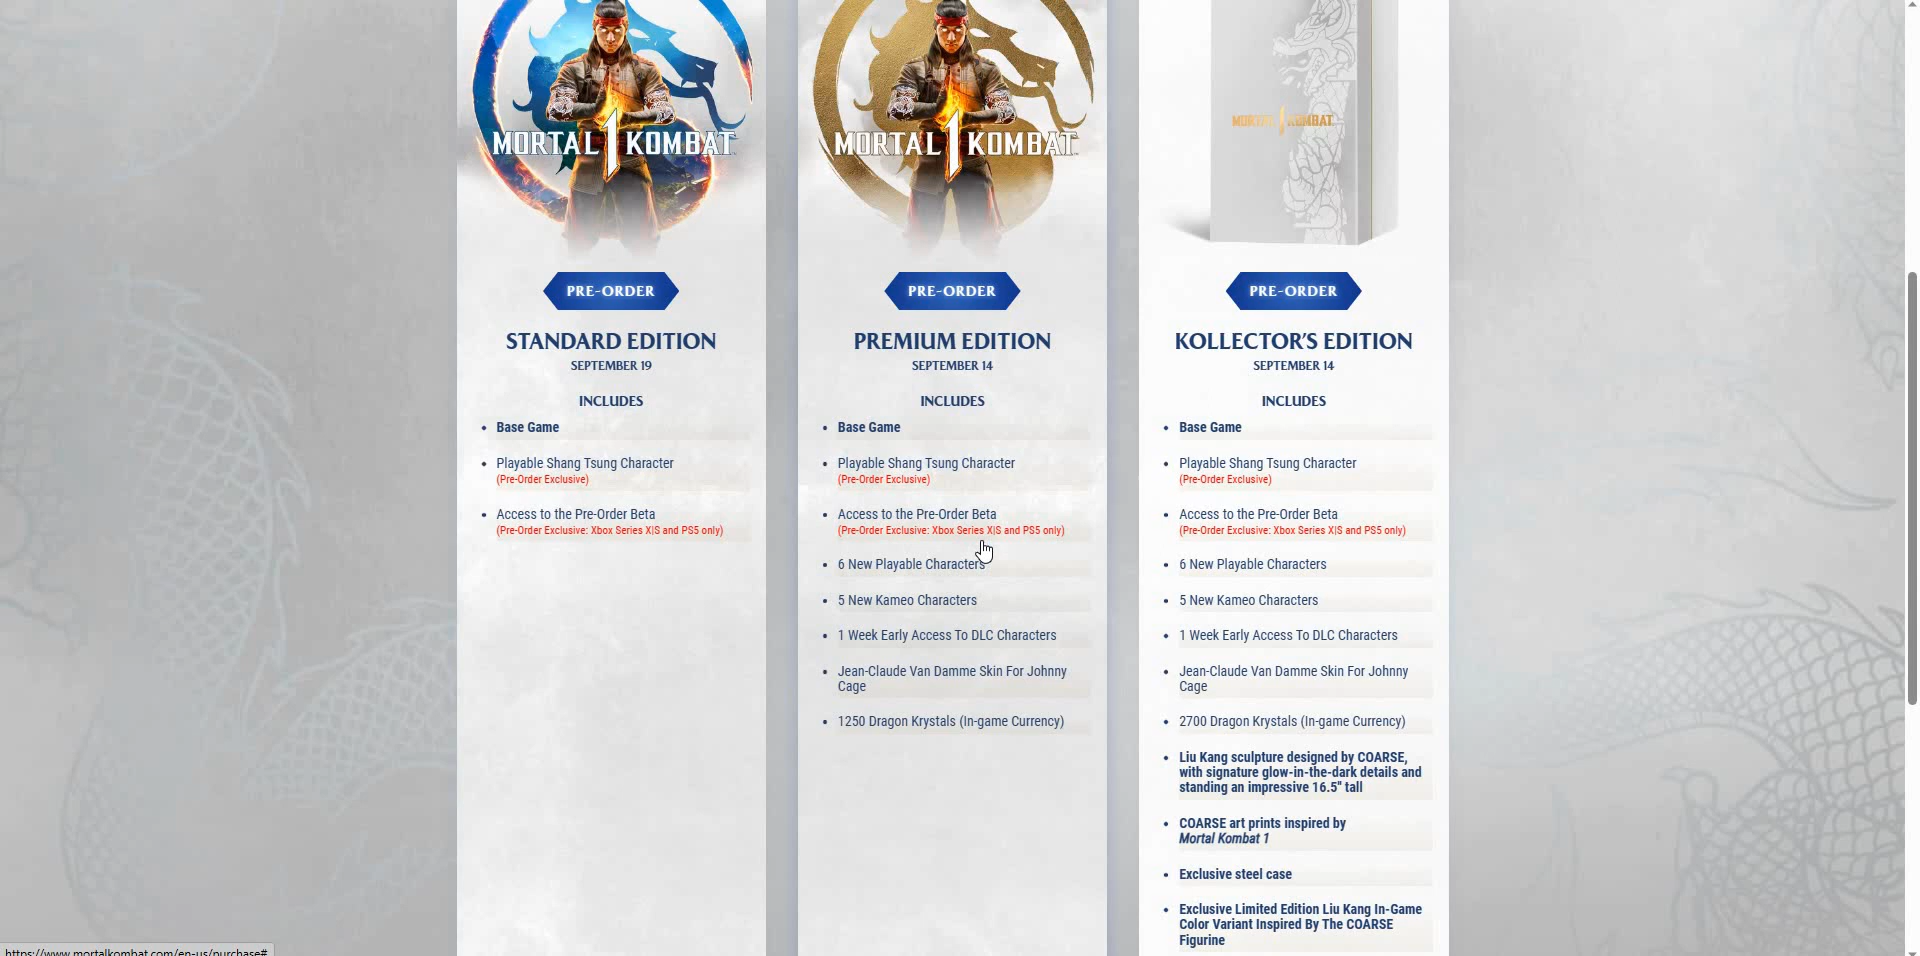 MORTAL 1 KOMBAT
PRE-ORDER
STANDARD EDITION
SEPTEMBER 19
INCLUDES
Base Game
Playable Shang Tsung Character
(Pre-Order Exclusive)
Access to the Pre-Order Beta
(Pre-Order Exclusive: Xbox Series X|S and PS5 only)
MORTAL 1 KOMBAT
PRE-ORDER
PREMIUM EDITION
SEPTEMBER 14
INCLUDES
Base Game
Playable Shang Tsung Character
(Pre-Order Exclusive)
Access to the Pre-Order Beta
(Pre-Order Exclusive: Xbox Series X|S and PS5 only)
6 New Playable Characters
5 New Kameo Characters
1 Week Early Access To DLC Characters
Jean-Claude Van Damme Skin For Johnny
Cage
1250 Dragon Krystals (In-game Currency)
MORTAL 1 KOMBAT
PRE-ORDER
KOLLECTOR'S EDITION
SEPTEMBER 14
INCLUDES
Base Game
Playable Shang Tsung Character
(Pre-Order Exclusive)
Access to the Pre-Order Beta
(Pre-Order Exclusive: Xbox Series X|S and PS5 only)
6 New Playable Characters
5 New Kameo Characters
1 Week Early Access To DLC Characters
Jean-Claude Van Damme Skin For Johnny
Cage
2700 Dragon Krystals (In-game Currency)
Liu Kang sculpture designed by COARSE,
with signature glow-in-the-dark details and
standing an impressive 16.5" tall
COARSE art prints inspired by
Mortal Kombat 1
Exclusive steel case
Exclusive Limited Edition Liu Kang In-Game
Color Variant Inspired By The COARSE
Figurine
https://www.mortalkombat.com/en-us/purchase#